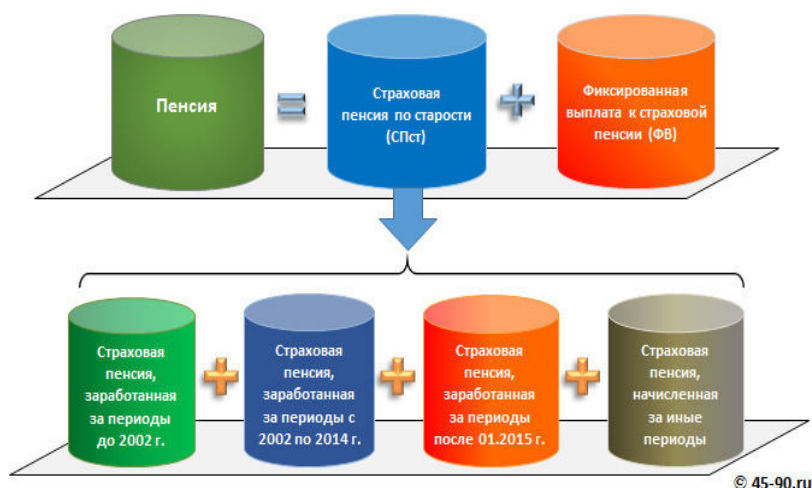 Пенсия
=
Страховая
пенсия по старости
(СПст)
+
Фиксированная
выплата к страховой
пенсии (ФВ)
Страховая
пенсия,
заработанная
за периоды
до 2002 г.
+
Страховая
пенсия,
заработанная
за периоды с
2002 по 2014 г.
+
Страховая
пенсия,
заработанная
за периоды
после 01.2015 г.
+
Страховая
пенсия,
начисленная
за иные
периоды
© 45-90.ru